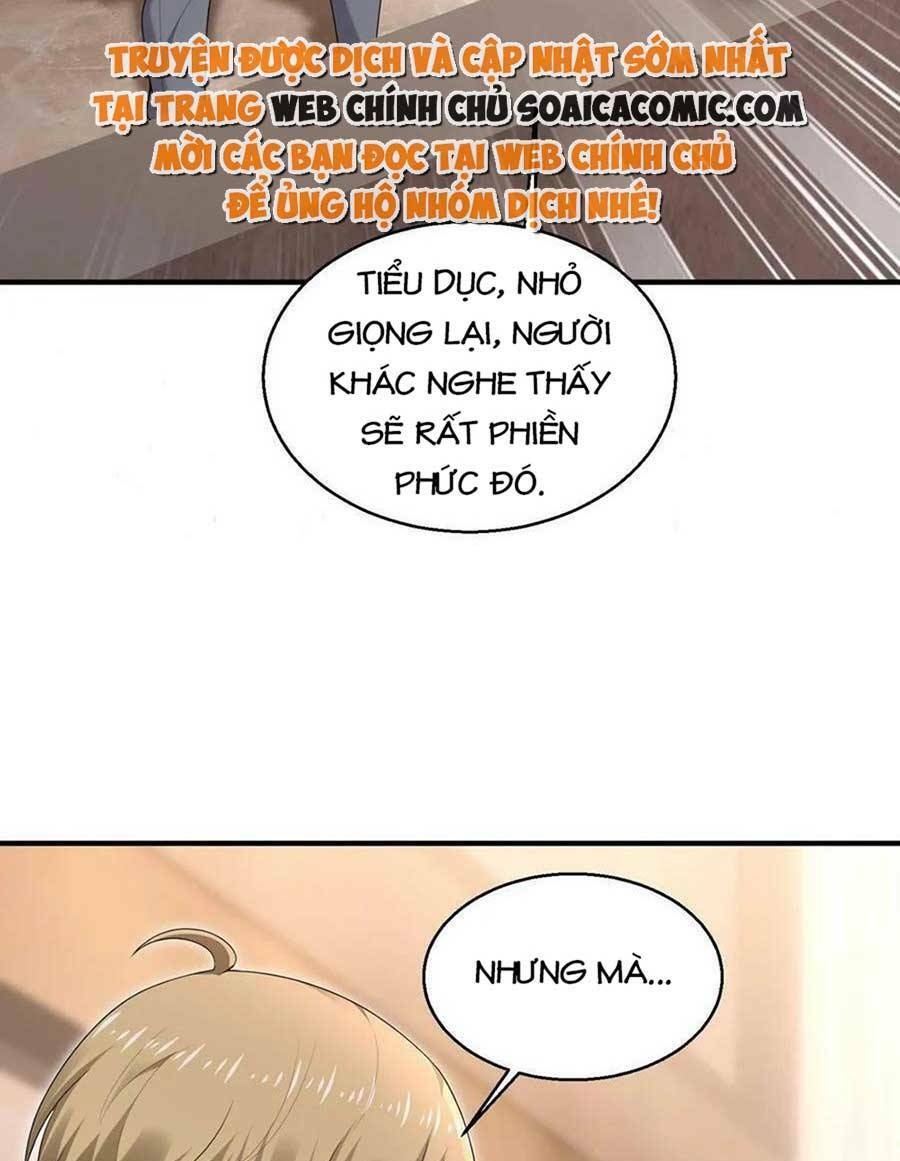 TRUYỆN ĐƯỢC DỊCH VÀ CẬP NHẬT SỚM NHẤT
TẠI TRANG WEB CHÍNH CHỦ SOAICACOMIC.COM
MỜI CÁC BẠN ĐỌC TẠI WEB CHÍNH CHỦ
ĐỂ ỦNG HỘ NHÓM DỊCH NHÉ!
TIỂU DỤC, NHỎ
GIỌNG LẠI, NGƯỜI
KHÁC NGHE THẤY
SẼ RẤT PHIỀN
PHỨC ĐÓ.
NHƯNG MÀ...